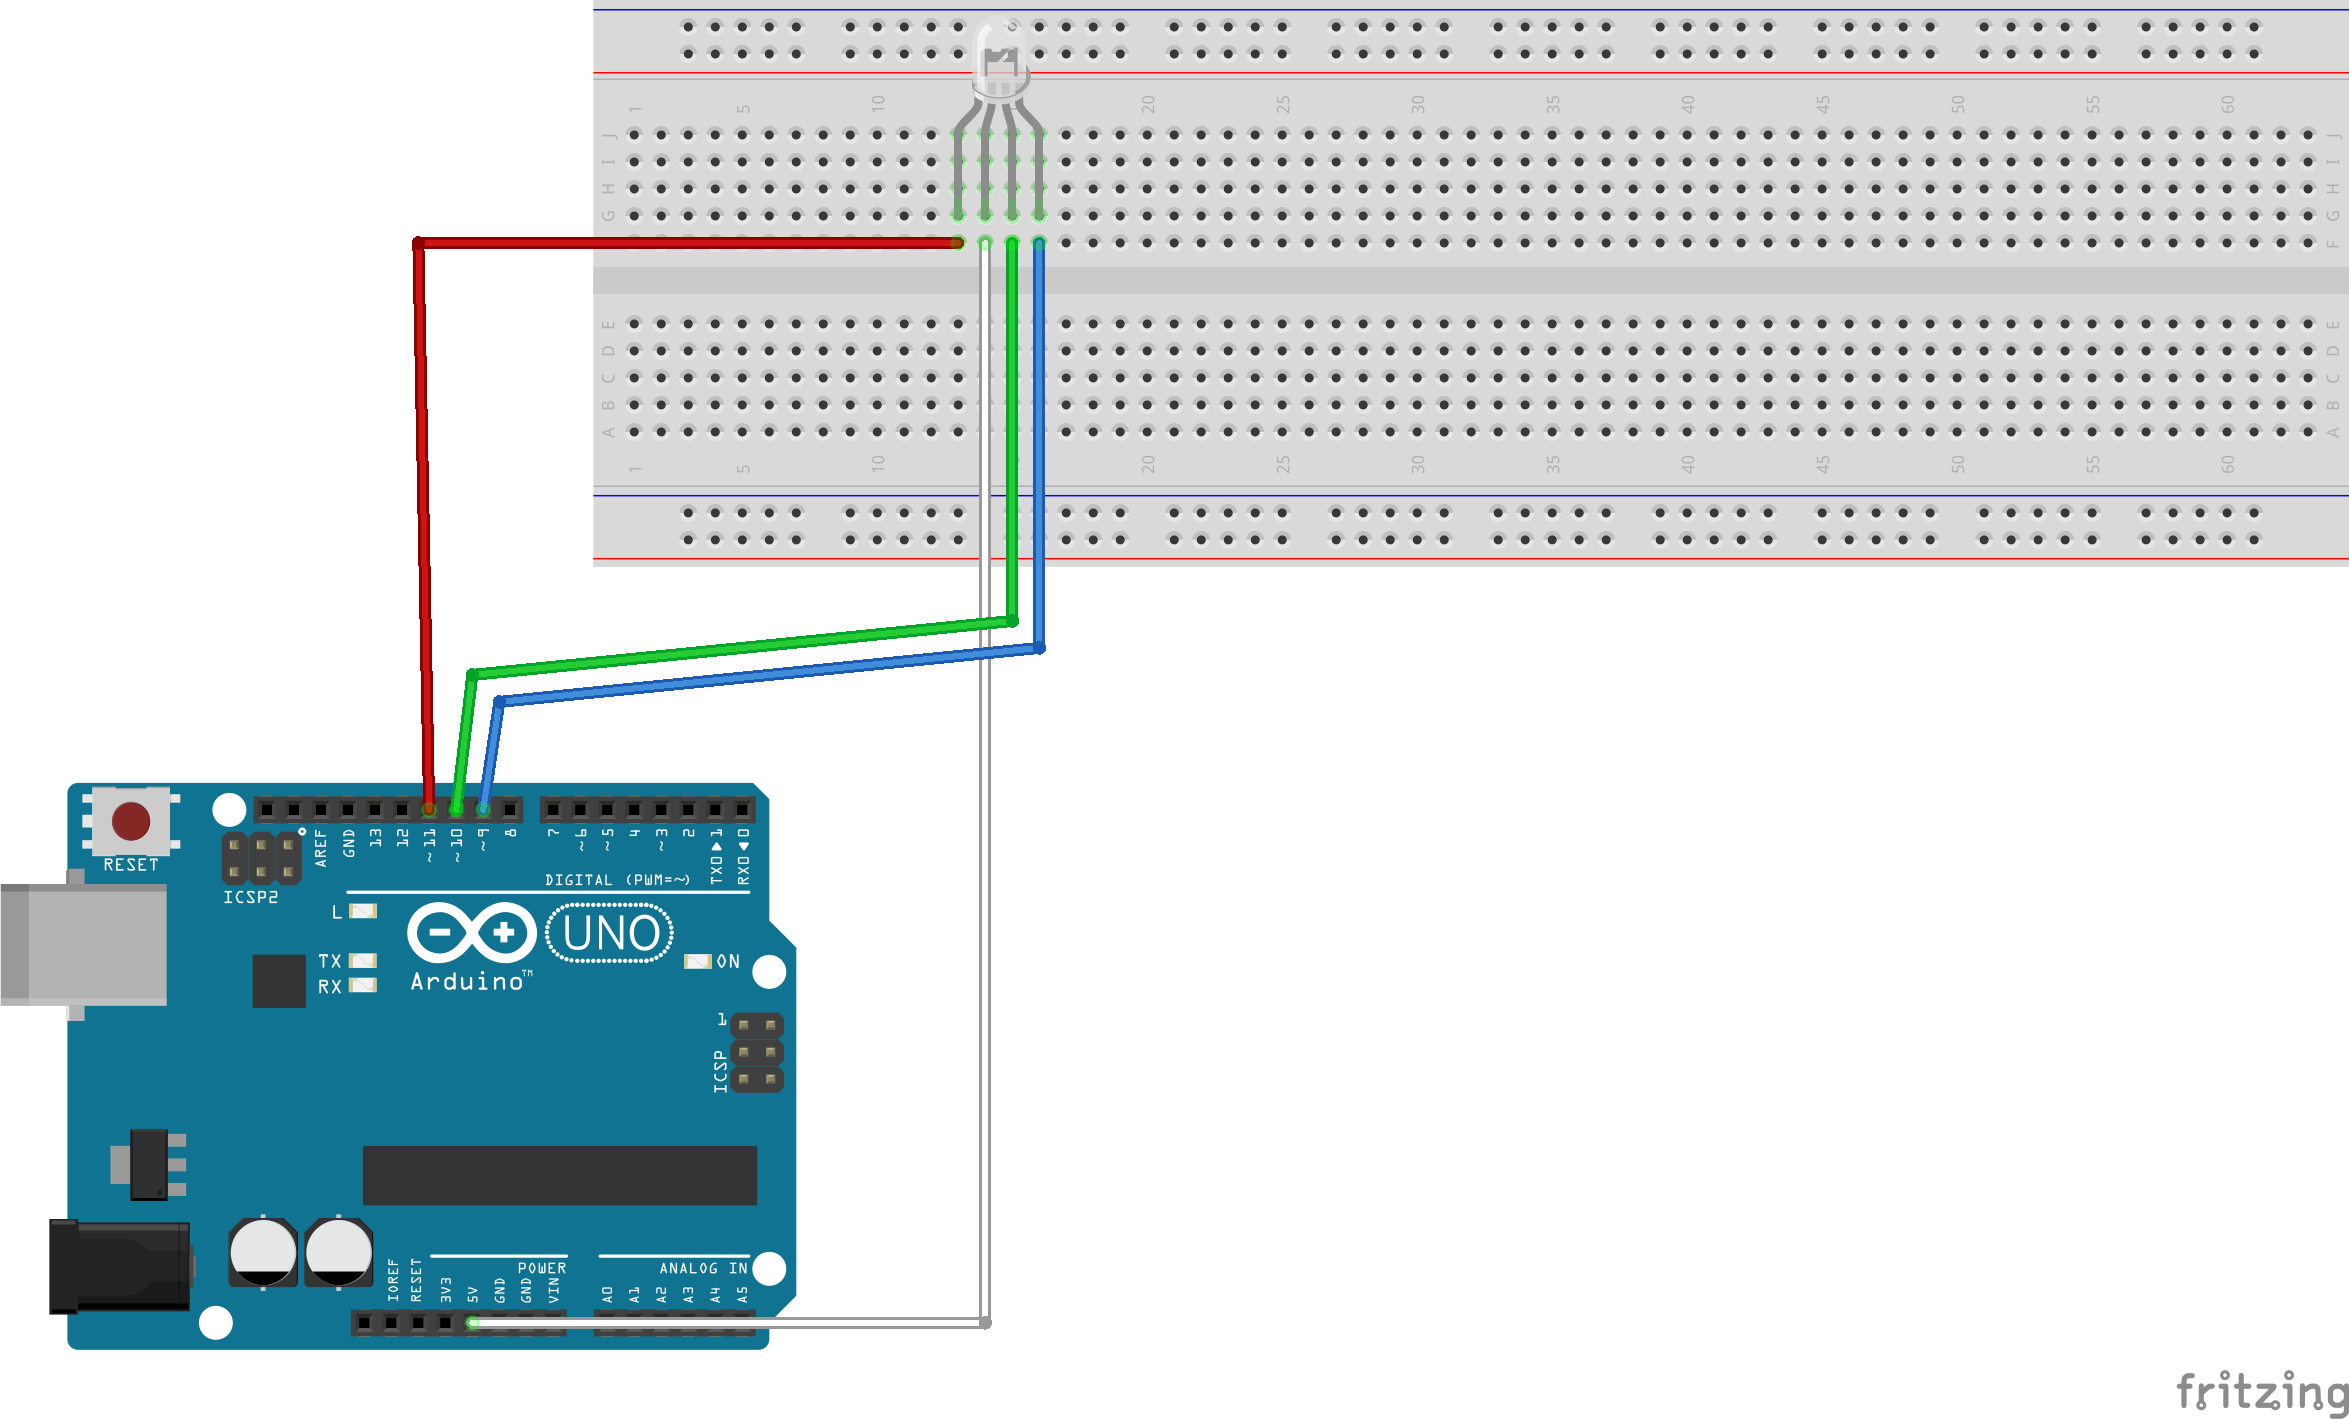 1 5 10 20 25 30 35 40 45 50 55 60
J J
I I
H H
G G
F
E E
D D
C C
B B
A A
1 5 10 20 25 30 35 40 45 50 55 60
RESET
ICSP2
AREF GND 13 12 ~11 ~10 ~9 8 7 ~6 ~5 4 ~3 2 TX0▶1 RX0◀0
DIGITAL (PWM=~)
L
TX
RX
UNO
Arduino™
ON
1
ICSP
POWER
ANALOG IN
IOREF RESET 3V3 5V GND GND VIN A0 A1 A2 A3 A4 A5
fritzing